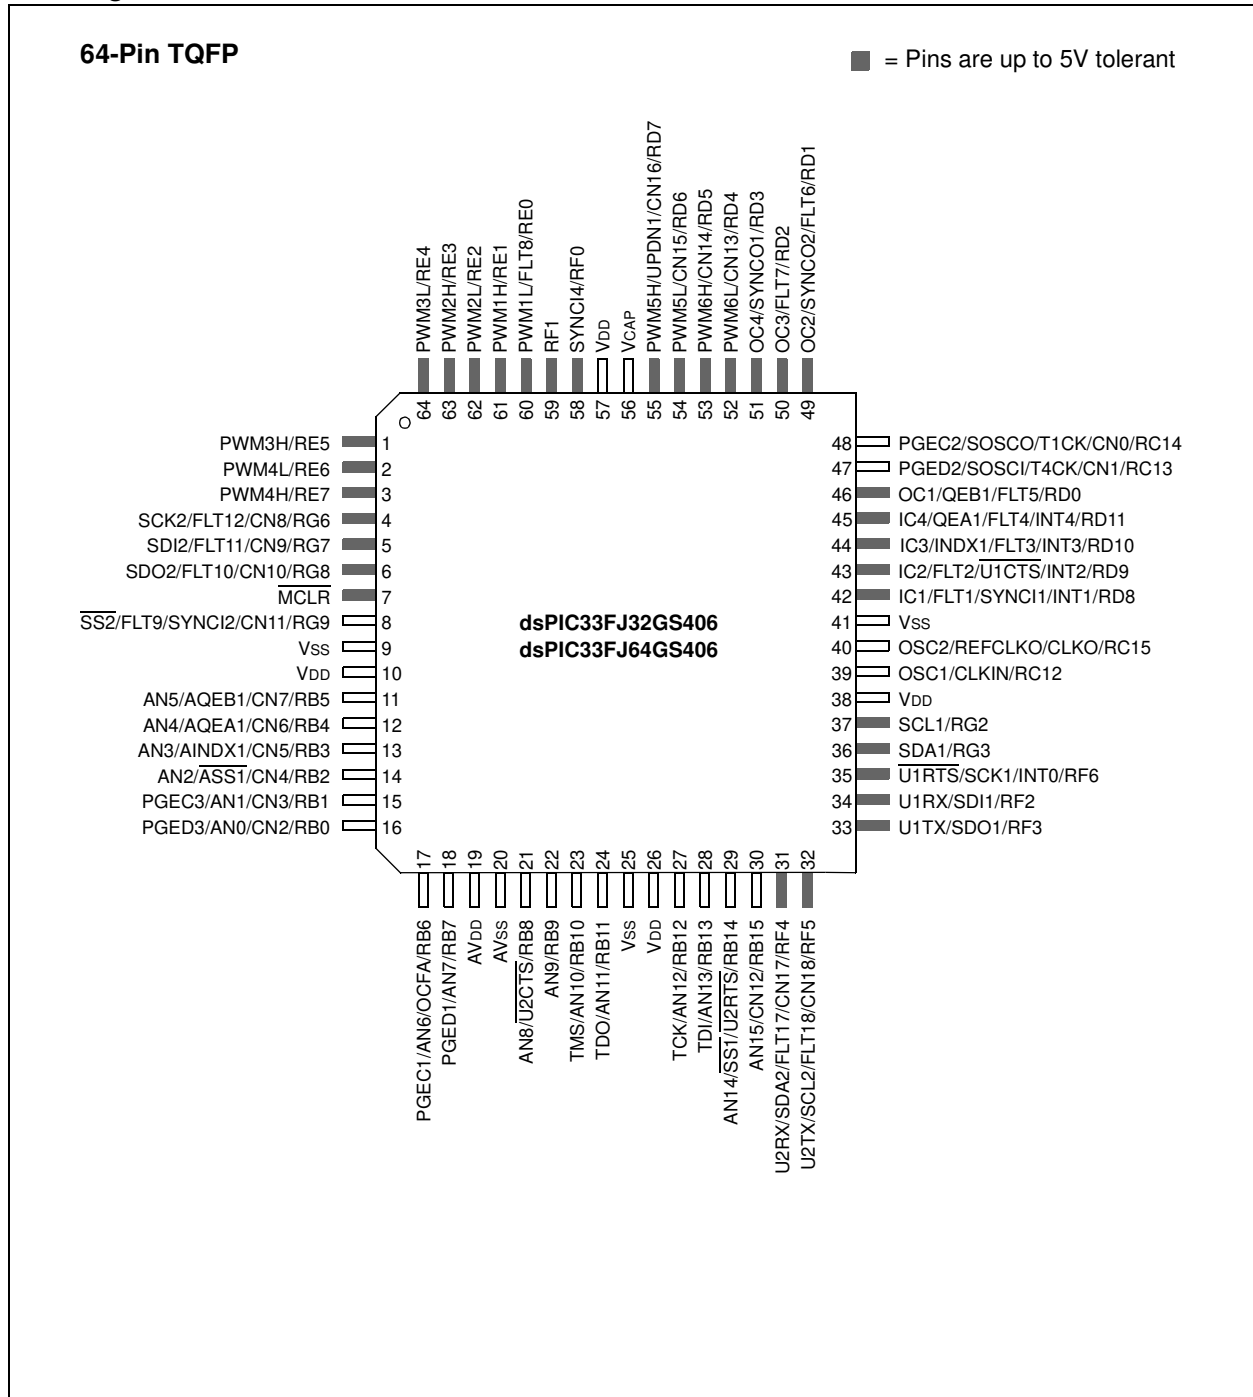 64-Pin TQFP
= Pins are up to 5V tolerant
PWM3L/RE4
PWM2H/RE3
PWM2L/RE2
PWM1H/RE1
PWM1L/FLT8/RE0
RF1
SYNCI4/RF0
VDD
VCAP
PWM5H/UPDN1/CN16/RD7
PWM5L/CN15/RD6
PWM6H/CN14/RD5
PWM6L/CN13/RD4
OC4/SYNCO1/RD3
OC3/FLT7/RD2
OC2/SYNCO2/FLT6/RD1
64 63 62 61 60 59 58 57 56 55 54 53 52 51 50 49
PWM3H/RE5 1
PWM4L/RE6 2
PWM4H/RE7 3
SCK2/FLT12/CN8/RG6 4
SDI2/FLT11/CN9/RG7 5
SDO2/FLT10/CN10/RG8 6
MCLR 7
SS2/FLT9/SYNCI2/CN11/RG9 8
VSS 9
VDD 10
AN5/AQEB1/CN7/RB5 11
AN4/AQEA1/CN6/RB4 12
AN3/AINDX1/CN5/RB3 13
AN2/ASS1/CN4/RB2 14
PGEC3/AN1/CN3/RB1 15
PGED3/AN0/CN2/RB0 16
dsPIC33FJ32GS406
dsPIC33FJ64GS406
48 PGEC2/SOSCO/T1CK/CN0/RC14
47 PGED2/SOSCI/T4CK/CN1/RC13
46 OC1/QEB1/FLT5/RD0
45 IC4/QEA1/FLT4/INT4/RD11
44 IC3/INDX1/FLT3/INT3/RD10
43 IC2/FLT2/U1CTS/INT2/RD9
42 IC1/FLT1/SYNCI1/INT1/RD8
41 VSS
40 OSC2/REFCLKO/CLKO/RC15
39 OSC1/CLKIN/RC12
38 VDD
37 SCL1/RG2
36 SDA1/RG3
35 U1RTS/SCK1/INT0/RF6
34 U1RX/SDI1/RF2
33 U1TX/SDO1/RF3
17 18 19 20 21 22 23 24 25 26 27 28 29 30 31 32
PGEC1/AN6/OCFA/RB6
PGED1/AN7/RB7
AVDD
AVSS
AN8/U2CTS/RB8
AN9/RB9
TMS/AN10/RB10
TDO/AN11/RB11
VSS
VDD
TCK/AN12/RB12
TDI/AN13/RB13
AN14/SS1/U2RTS/RB14
AN15/CN12/RB15
U2RX/SDA2/FLT17/CN17/RF4
U2TX/SCL2/FLT18/CN18/RF5